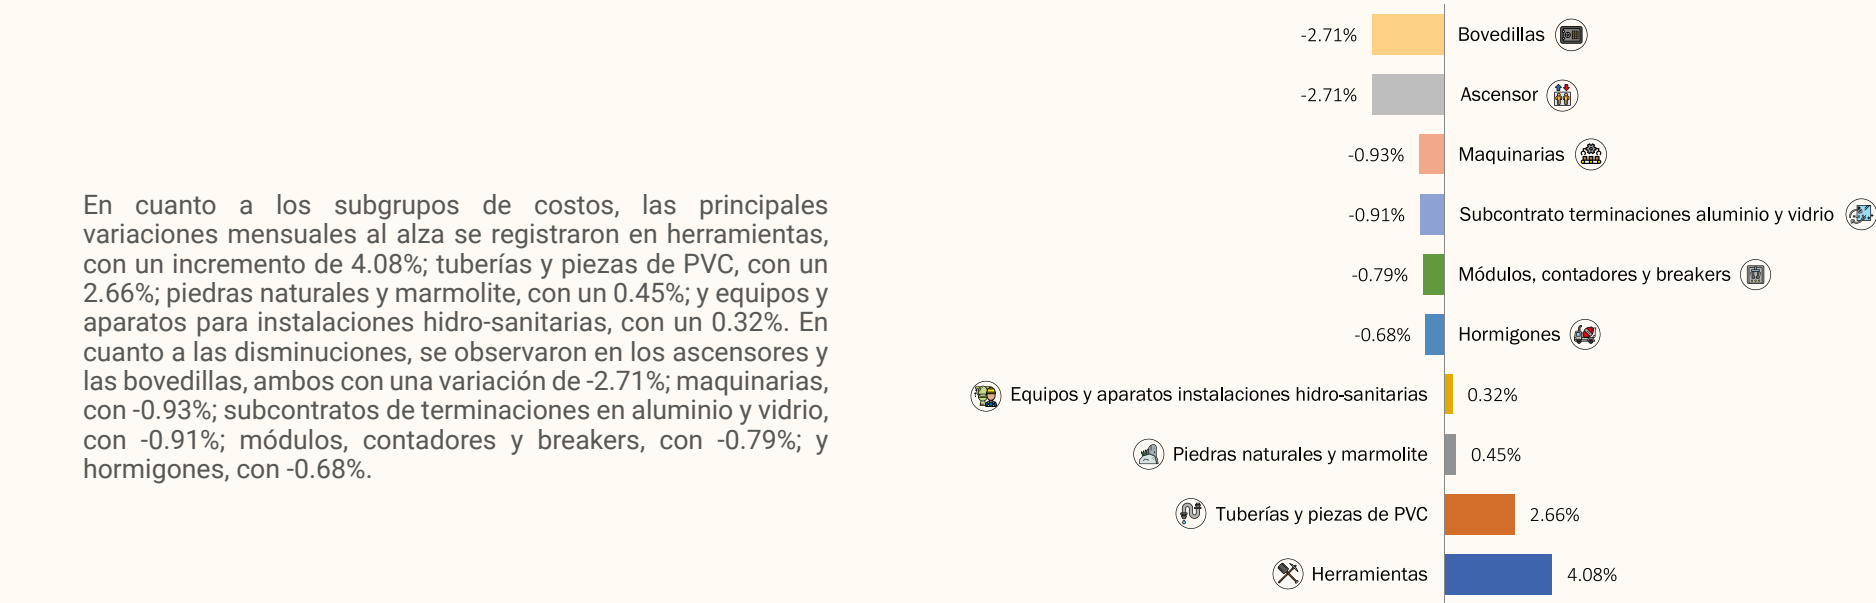 En cuanto a los subgrupos de costos, las principales
variaciones mensuales al alza se registraron en herramientas,
con un incremento de 4.08%; tuberías y piezas de PVC, con un
2.66%; piedras naturales y marmolite, con un 0.45%; y equipos y
aparatos para instalaciones hidro-sanitarias, con un 0.32%. En
cuanto a las disminuciones, se observaron en los ascensores y
las bovedillas, ambos con una variación de -2.71%; maquinarias,
con -0.93%; subcontratos de terminaciones en aluminio y vidrio,
con -0.91%; módulos, contadores y breakers, con -0.79%; y
hormigones, con -0.68%.
-2.71% Bovedillas
-2.71% Ascensor
-0.93% Maquinarias
-0.91% Subcontrato terminaciones aluminio y vidrio
-0.79% Módulos, contadores y breakers
-0.68% Hormigones
Equipos y aparatos instalaciones hidro-sanitarias 0.32%
Piedras naturales y marmolite 0.45%
Tuberías y piezas de PVC 2.66%
Herramientas 4.08%